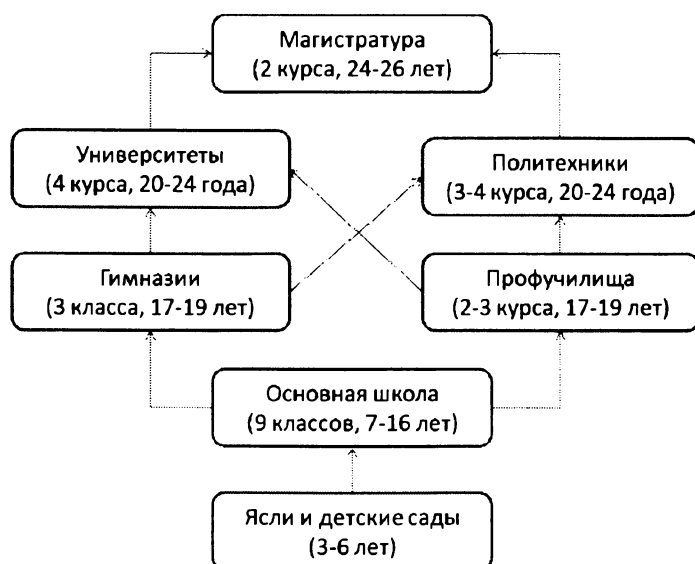 Магистратура
(2 курса, 24-26 лет)
Университеты
(4 курса, 20-24 года)
Политехники
(3-4 курса, 20-24 года)
Гимназии
(3 класса, 17-19 лет)
Профучилища
(2-3 курса, 17-19 лет)
Основная школа
(9 классов, 7-16 лет)
Ясли и детские сады
(3-6 лет)